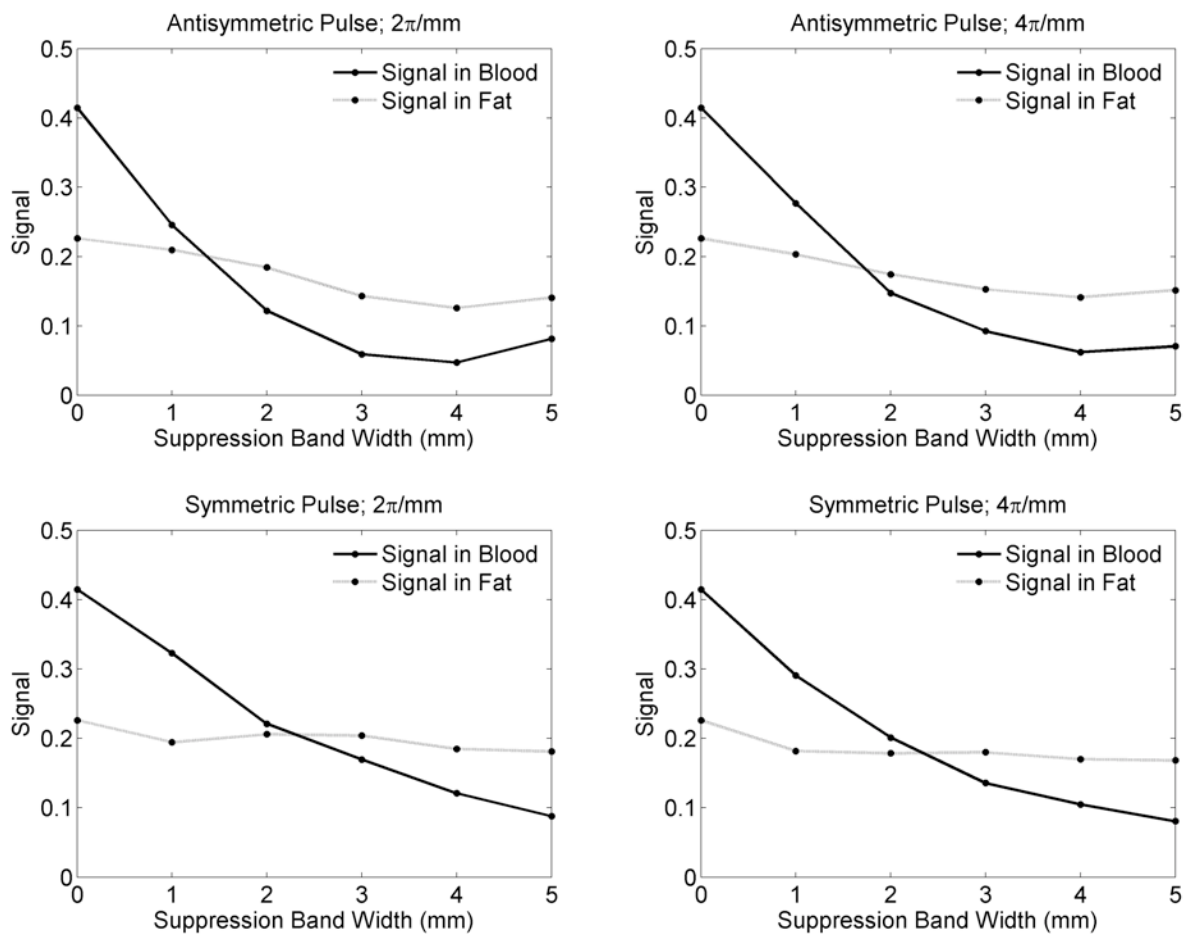 Antisymmetric Pulse; 2π/mm
0.5
0.4
0.3
0.2
0.1
0
Signal
Signal in Blood
Signal in Fat
0 1 2 3 4 5
Suppression Band Width (mm)
Antisymmetric Pulse; 4π/mm
0.5
0.4
0.3
0.2
0.1
0
Signal
Signal in Blood
Signal in Fat
0 1 2 3 4 5
Suppression Band Width (mm)
Symmetric Pulse; 2π/mm
0.5
0.4
0.3
0.2
0.1
0
Signal
Signal in Blood
Signal in Fat
0 1 2 3 4 5
Suppression Band Width (mm)
Symmetric Pulse; 4π/mm
0.5
0.4
0.3
0.2
0.1
0
Signal
Signal in Blood
Signal in Fat
0 1 2 3 4 5
Suppression Band Width (mm)